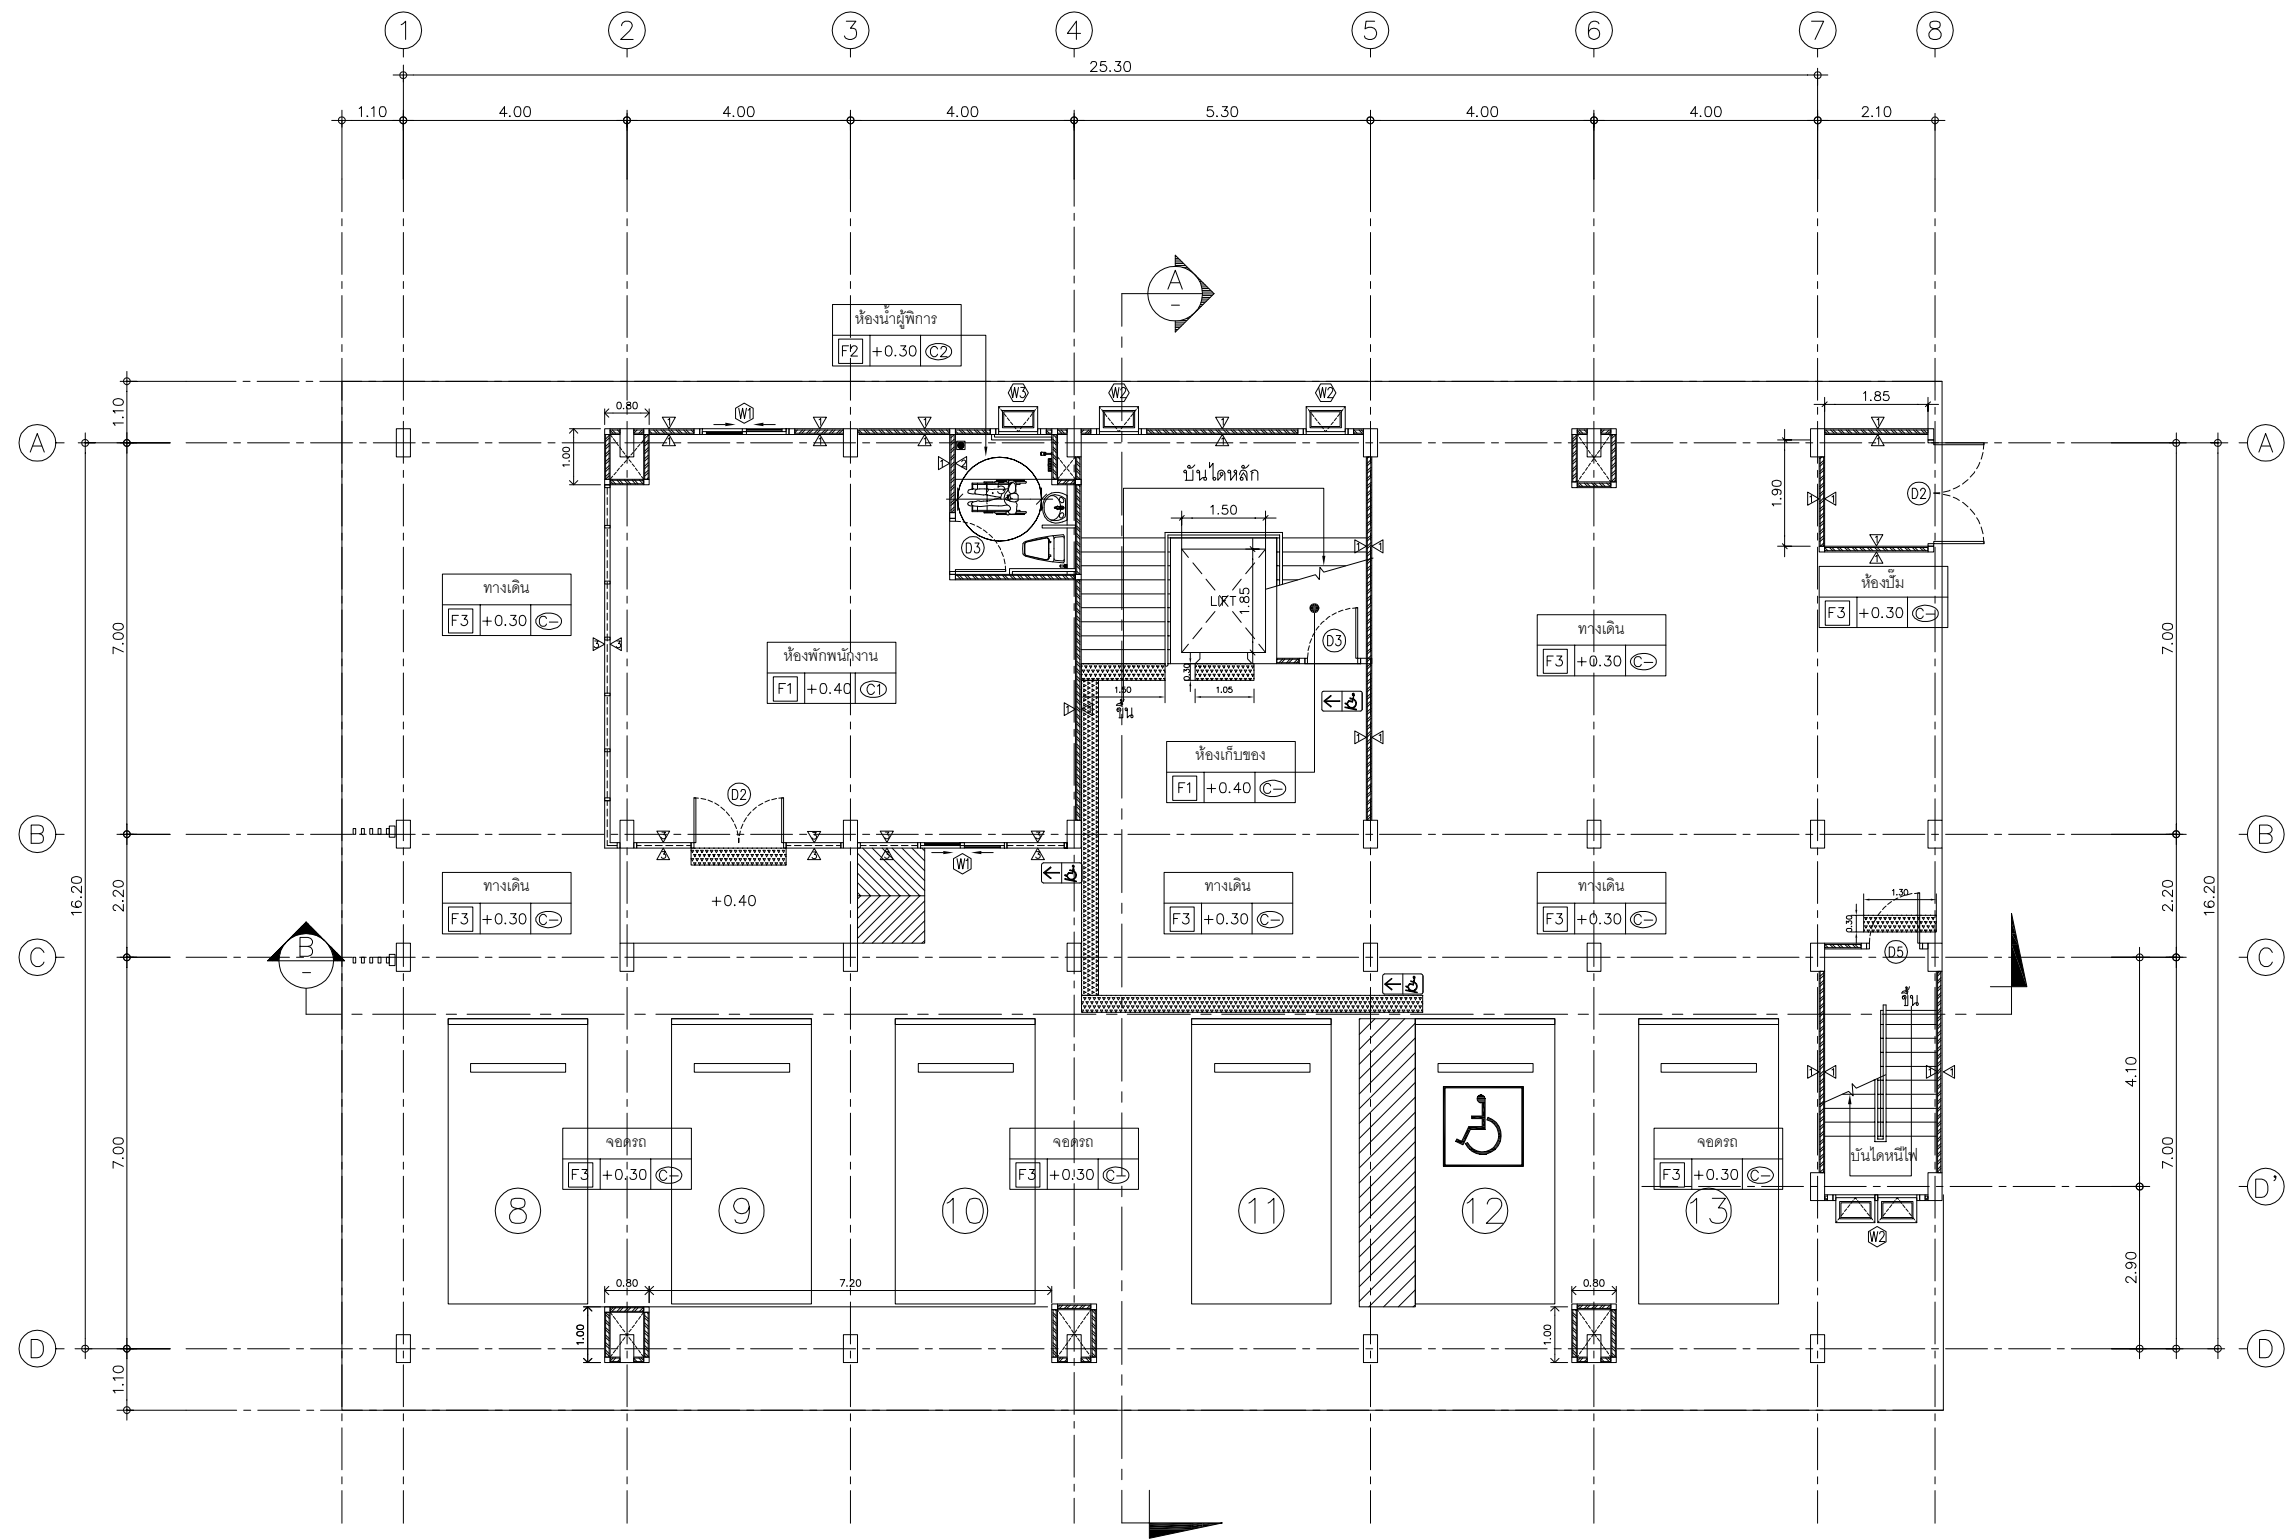 1 2 3 4 5 6 7 8
25.30
1.10 4.00 4.00 4.00 5.30 4.00 4.00 2.10
A
-
ห้องน้ำผู้พิการ
F2 +0.30 C2
W3 W2 W2
0.80 W1 1.85
1.10
A A
1.00
บันไดหลัก
1.90 D2
1.50
D3
ทางเดิน
F3 +0.30 C-
LIFT 1.85
ห้องปั๊ม
F3 +0.30 C-
ทางเดิน
F3 +0.30 C-
D3
7.00 7.00
ห้องพักพนักงาน
F1 +0.40 C1
0.30
1.50 1.05
ขึ้น
ห้องเก็บของ
F1 +0.40 C-
D2
B B
W1
ทางเดิน
F3 +0.30 C-
+0.40
ทางเดิน
F3 +0.30 C-
ทางเดิน
F3 +0.30 C-
1.30
0.30
16.20 2.20 2.20 16.20
B
-
C D5 C
ขึ้น
4.10
7.00 7.00
จอดรถ
F3 +0.30 C-
จอดรถ
F3 +0.30 C-
จอดรถ
F3 +0.30 C-
บันไดหนีไฟ
D'
8 9 10 11 12 13
W2
2.90
0.80 7.20 0.80
1.00 1.00
D D
1.10